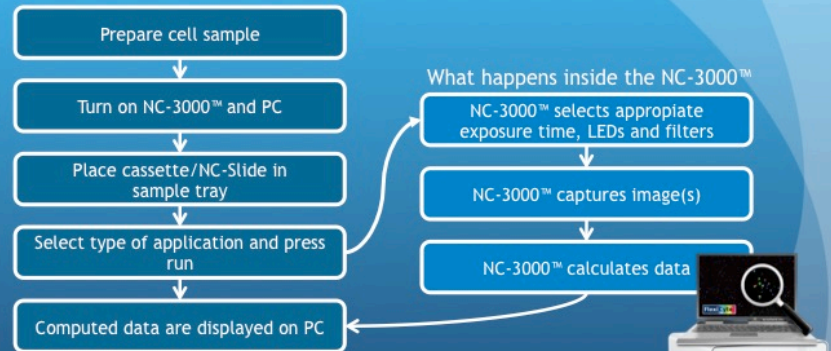 Prepare cell sample
Turn on NC-3000™ and PC
Place cassette/NC-Slide in
sample tray
Select type of application and press
run
Computed data are displayed on PC
What happens inside the NC-3000™
NC-3000™ selects appropiate
exposure time, LEDs and filters
NC-3000™ captures image(s)
NC-3000™ calculates data